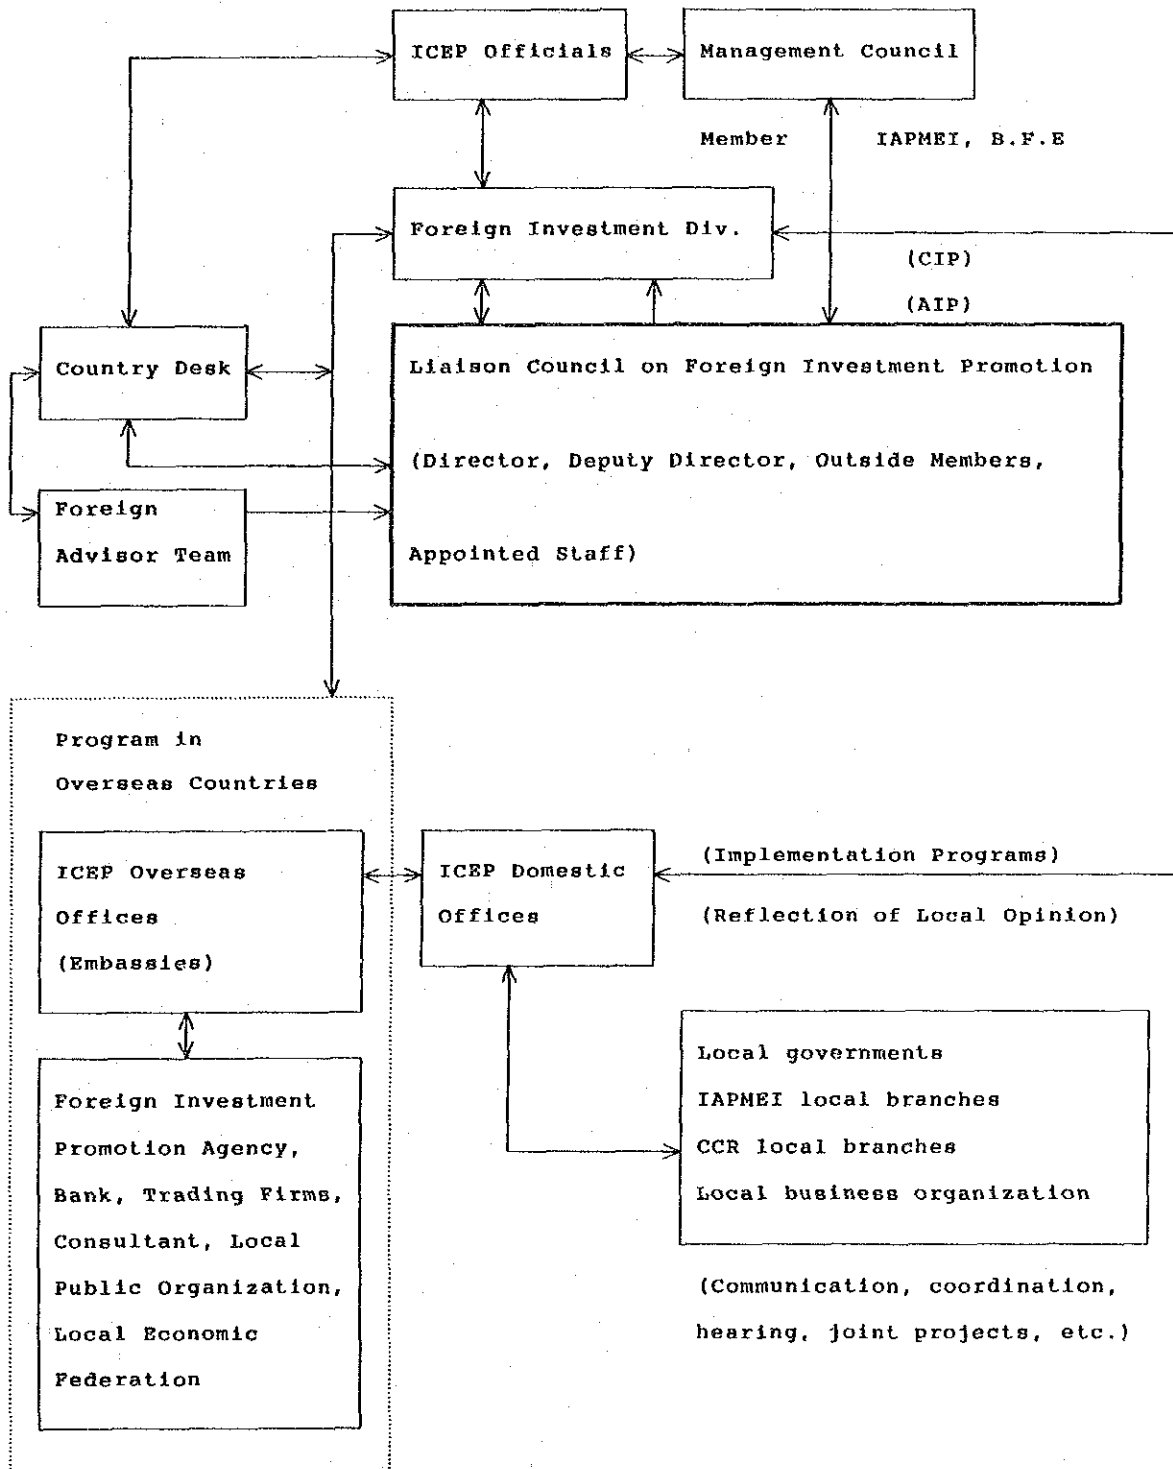 ICEP Officials
Management Council
Member
IAPMEI, B.F.E
Foreign Investment Div.
(CIP)
(AIP)
Country Desk
Liaison Council on Foreign Investment Promotion
(Director, Deputy Director, Outside Members,
Appointed Staff)
Foreign
Advisor Team
Program in
Overseas Countries
ICEP Overseas
Offices
(Embassies)
ICEP Domestic
Offices
(Implementation Programs)
(Reflection of Local Opinion)
Foreign Investment
Promotion Agency,
Bank, Trading Firms,
Consultant, Local
Public Organization,
Local Economic
Federation
Local governments
IAPMEI local branches
CCR local branches
Local business organization
(Communication, coordination,
hearing, joint projects, etc.)